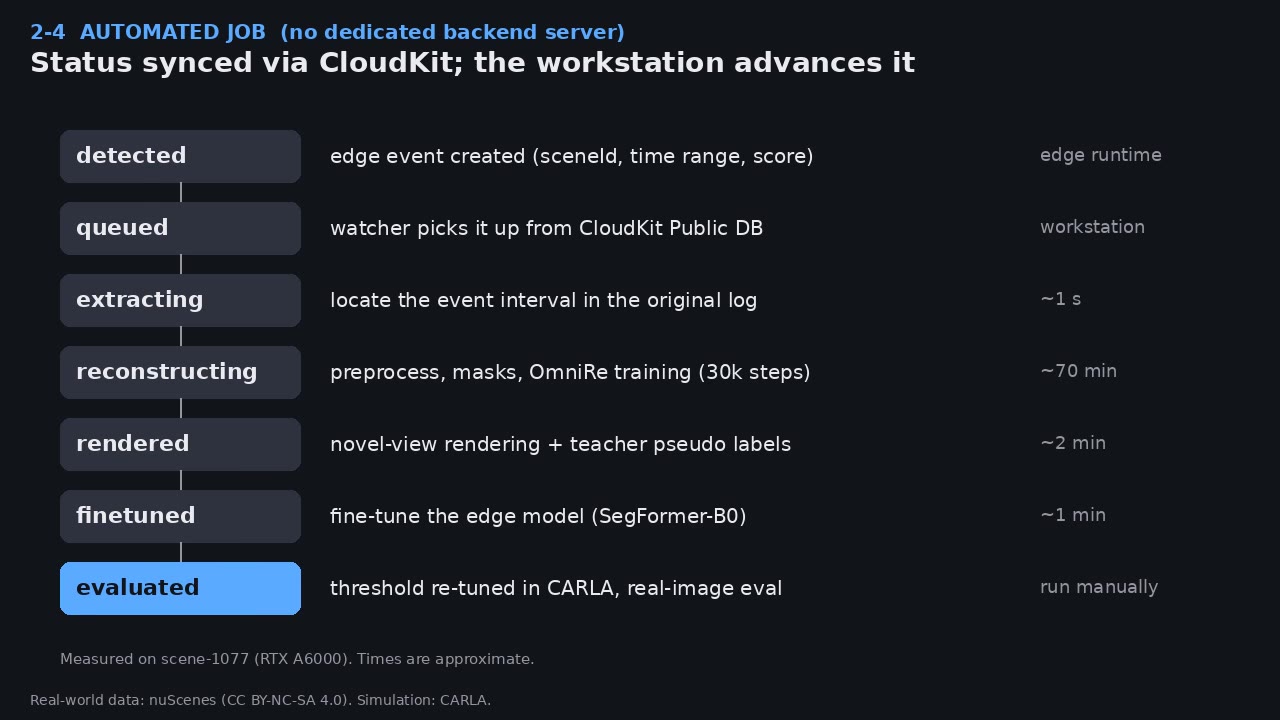 2-4 AUTOMATED JOB (no dedicated backend server)
Status synced via CloudKit; the workstation advances it
detected edge event created (sceneId, time range, score) edge runtime
queued watcher picks it up from CloudKit Public DB workstation
extracting locate the event interval in the original log ~1 s
reconstructing preprocess, masks, OmniRe training (30k steps) ~70 min
rendered novel-view rendering + teacher pseudo labels ~2 min
finetuned fine-tune the edge model (SegFormer-B0) ~1 min
evaluated threshold re-tuned in CARLA, real-image eval run manually
Measured on scene-1077 (RTX A6000). Times are approximate.
Real-world data: nuScenes (CC BY-NC-SA 4.0). Simulation: CARLA.